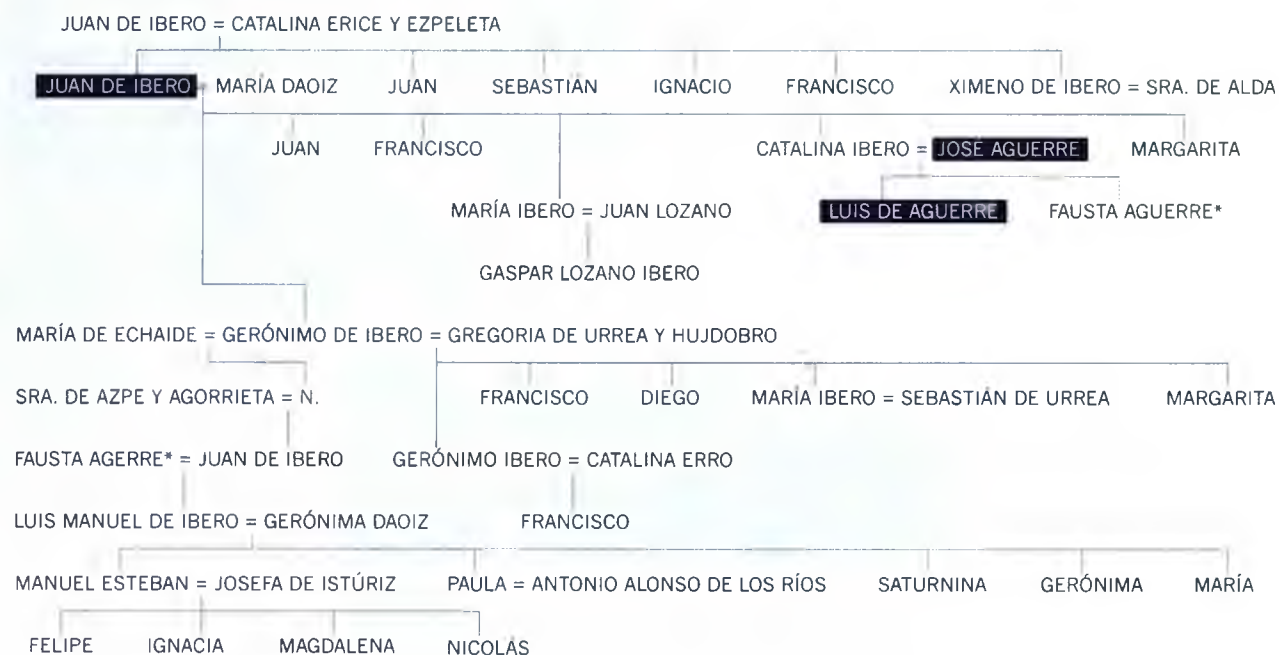 JUAN DE IBERO = CATALINA ERICE Y EZPELETA
JUAN DE IBERO = MARÍA DAOIZ JUAN SEBASTIÁN IGNACIO FRANCISCO XIMENO DE IBERO = SRA. DE ALDA
JUAN FRANCISCO CATALINA IBERO = JOSÉ AGUERRE MARGARITA
MARÍA IBERO = JUAN LOZANO LUIS DE AGUERRE FAUSTA AGUERRE*
GASPAR LOZANO IBERO
MARÍA DE ECHAIDE = GERÓNIMO DE IBERO = GREGORIA DE URREA Y HUJDOBRO
SRA. DE AZPE Y AGORRIETA = N. FRANCISCO DIEGO MARÍA IBERO = SEBASTIÁN DE URREA MARGARITA
FAUSTA AGERRE* = JUAN DE IBERO GERÓNIMO IBERO = CATALINA ERRO
LUIS MANUEL DE IBERO = GERÓNIMA DAOIZ FRANCISCO
MANUEL ESTEBAN = JOSEFA DE ISTÚRIZ PAULA = ANTONIO ALONSO DE LOS RÍOS SATURNINA GERÓNIMA MARÍA
FELIPE IGNACIA MAGDALENA NICOLÁS